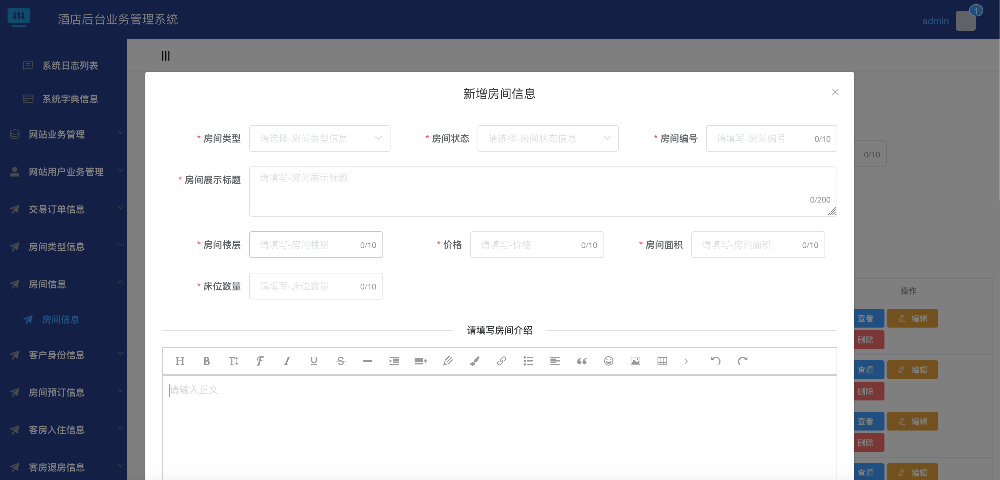 酒店后台业务管理系统
admin
1
系统日志列表
系统字典信息
网站业务管理
网站用户业务管理
交易订单信息
房间类型信息
房间信息
房间信息
客户身份信息
房间预订信息
客房入住信息
客房退房信息
新增房间信息
* 房间类型 请选择-房间类型信息
* 房间状态 请选择-房间状态信息
* 房间编号 请填写-房间编号 0/10
* 房间展示标题 请填写-房间展示标题
0/200
* 房间楼层 请填写-房间楼层 0/10
* 价格 请填写-价格 0/10
* 房间面积 请填写-房间面积 0/10
* 床位数量 请填写-床位数量 0/10
请填写房间介绍
请输入正文
0/10
操作
查看 编辑
删除
查看 编辑
删除
查看 编辑
删除
查看 编辑